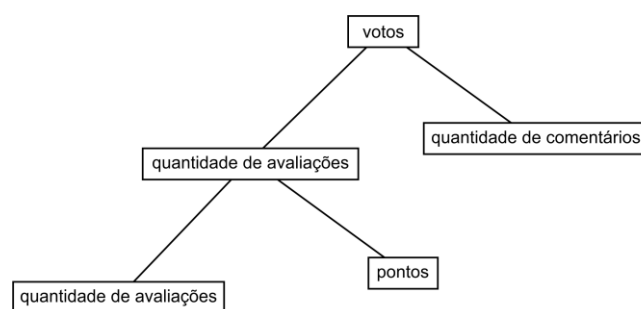 votos
quantidade de comentários
quantidade de avaliações
pontos
quantidade de avaliações